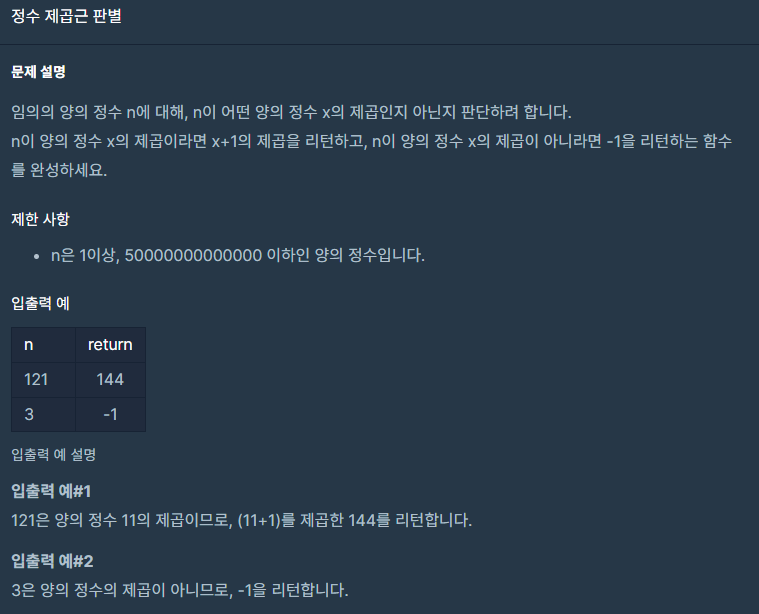 정수 제곱근 판별
문제 설명
임의의 양의 정수 n에 대해, n이 어떤 양의 정수 x의 제곱인지 아닌지 판단하려 합니다.
n이 양의 정수 x의 제곱이라면 x+1의 제곱을 리턴하고, n이 양의 정수 x의 제곱이 아니라면 -1을 리턴하는 함수
를 완성하세요.
제한 사항
• n은 1이상, 50000000000000 이하인 양의 정수입니다.
입출력 예
n return
121 144
3 -1
입출력 예 설명
입출력 예#1
121은 양의 정수 11의 제곱이므로, (11+1)를 제곱한 144를 리턴합니다.
입출력 예#2
3은 양의 정수의 제곱이 아니므로, -1을 리턴합니다.